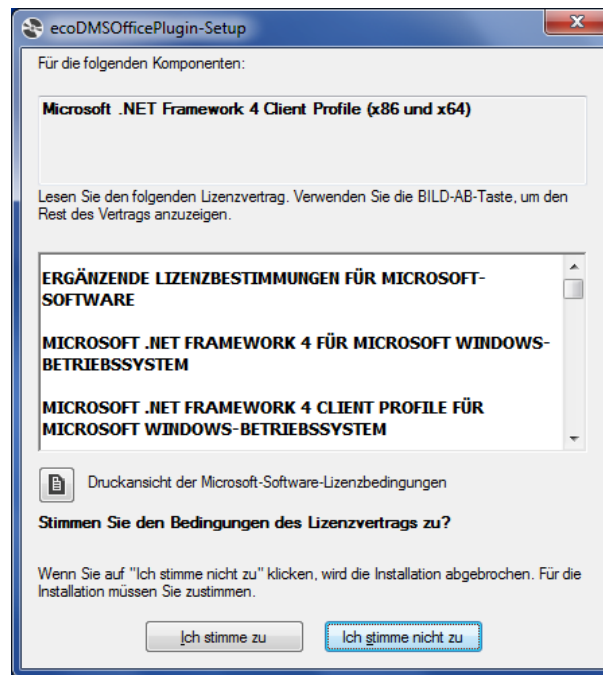 ecoDMSOfficePlugin-Setup
Für die folgenden Komponenten:
Microsoft .NET Framework 4 Client Profile (x86 und x64)
Lesen Sie den folgenden Lizenzvertrag. Verwenden Sie die BILD-AB-Taste, um den
Rest des Vertrags anzuzeigen.
ERGÄNZENDE LIZENZBESTIMMUNGEN FÜR MICROSOFT-
SOFTWARE
MICROSOFT .NET FRAMEWORK 4 FÜR MICROSOFT WINDOWS-
BETRIEBSSYSTEM
MICROSOFT .NET FRAMEWORK 4 CLIENT PROFILE FÜR
MICROSOFT WINDOWS-BETRIEBSSYSTEM
Druckansicht der Microsoft-Software-Lizenzbedingungen
Stimmen Sie den Bedingungen des Lizenzvertrags zu?
Wenn Sie auf "Ich stimme nicht zu" klicken, wird die Installation abgebrochen. Für die
Installation müssen Sie zustimmen.
Ich stimme zu
Ich stimme nicht zu